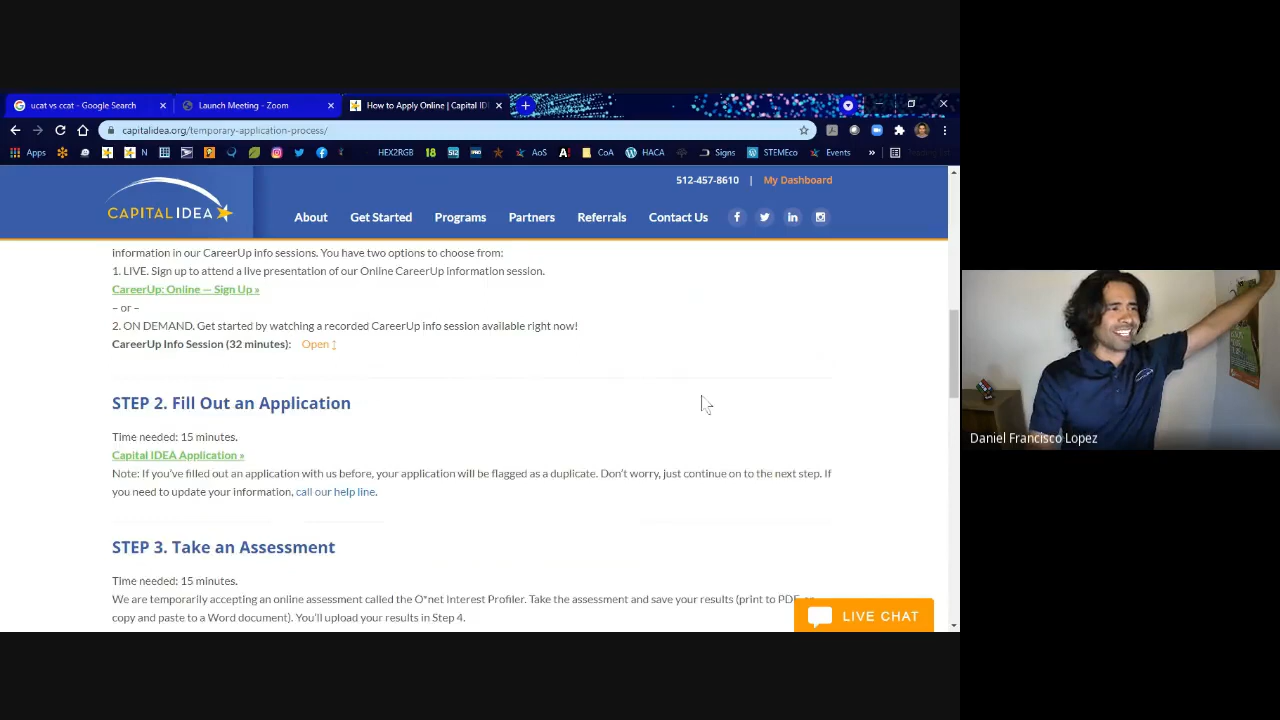 ucat vs ccat - Google Search
Launch Meeting - Zoom
How to Apply Online | Capital ID
capitalidea.org/temporary-application-process/
Apps
N
HEX2RGB
18
512
AoS
A!
CoA
HACA
Signs
STEMEco
Events
»
512-457-8610 | My Dashboard
CAPITAL IDEA
About
Get Started
Programs
Partners
Referrals
Contact Us
information in our CareerUp info sessions. You have two options to choose from:
1. LIVE. Sign up to attend a live presentation of our Online CareerUp information session.
CareerUp: Online — Sign Up »
– or –
2. ON DEMAND. Get started by watching a recorded CareerUp info session available right now!
CareerUp Info Session (32 minutes): Open ↕
STEP 2. Fill Out an Application
Time needed: 15 minutes.
Capital IDEA Application »
Note: If you've filled out an application with us before, your application will be flagged as a duplicate. Don't worry, just continue on to the next step. If
you need to update your information, call our help line.
STEP 3. Take an Assessment
Time needed: 15 minutes.
We are temporarily accepting an online assessment called the O*net Interest Profiler. Take the assessment and save your results (print to PDF, or
copy and paste to a Word document). You'll upload your results in Step 4.
LIVE CHAT
Daniel Francisco Lopez